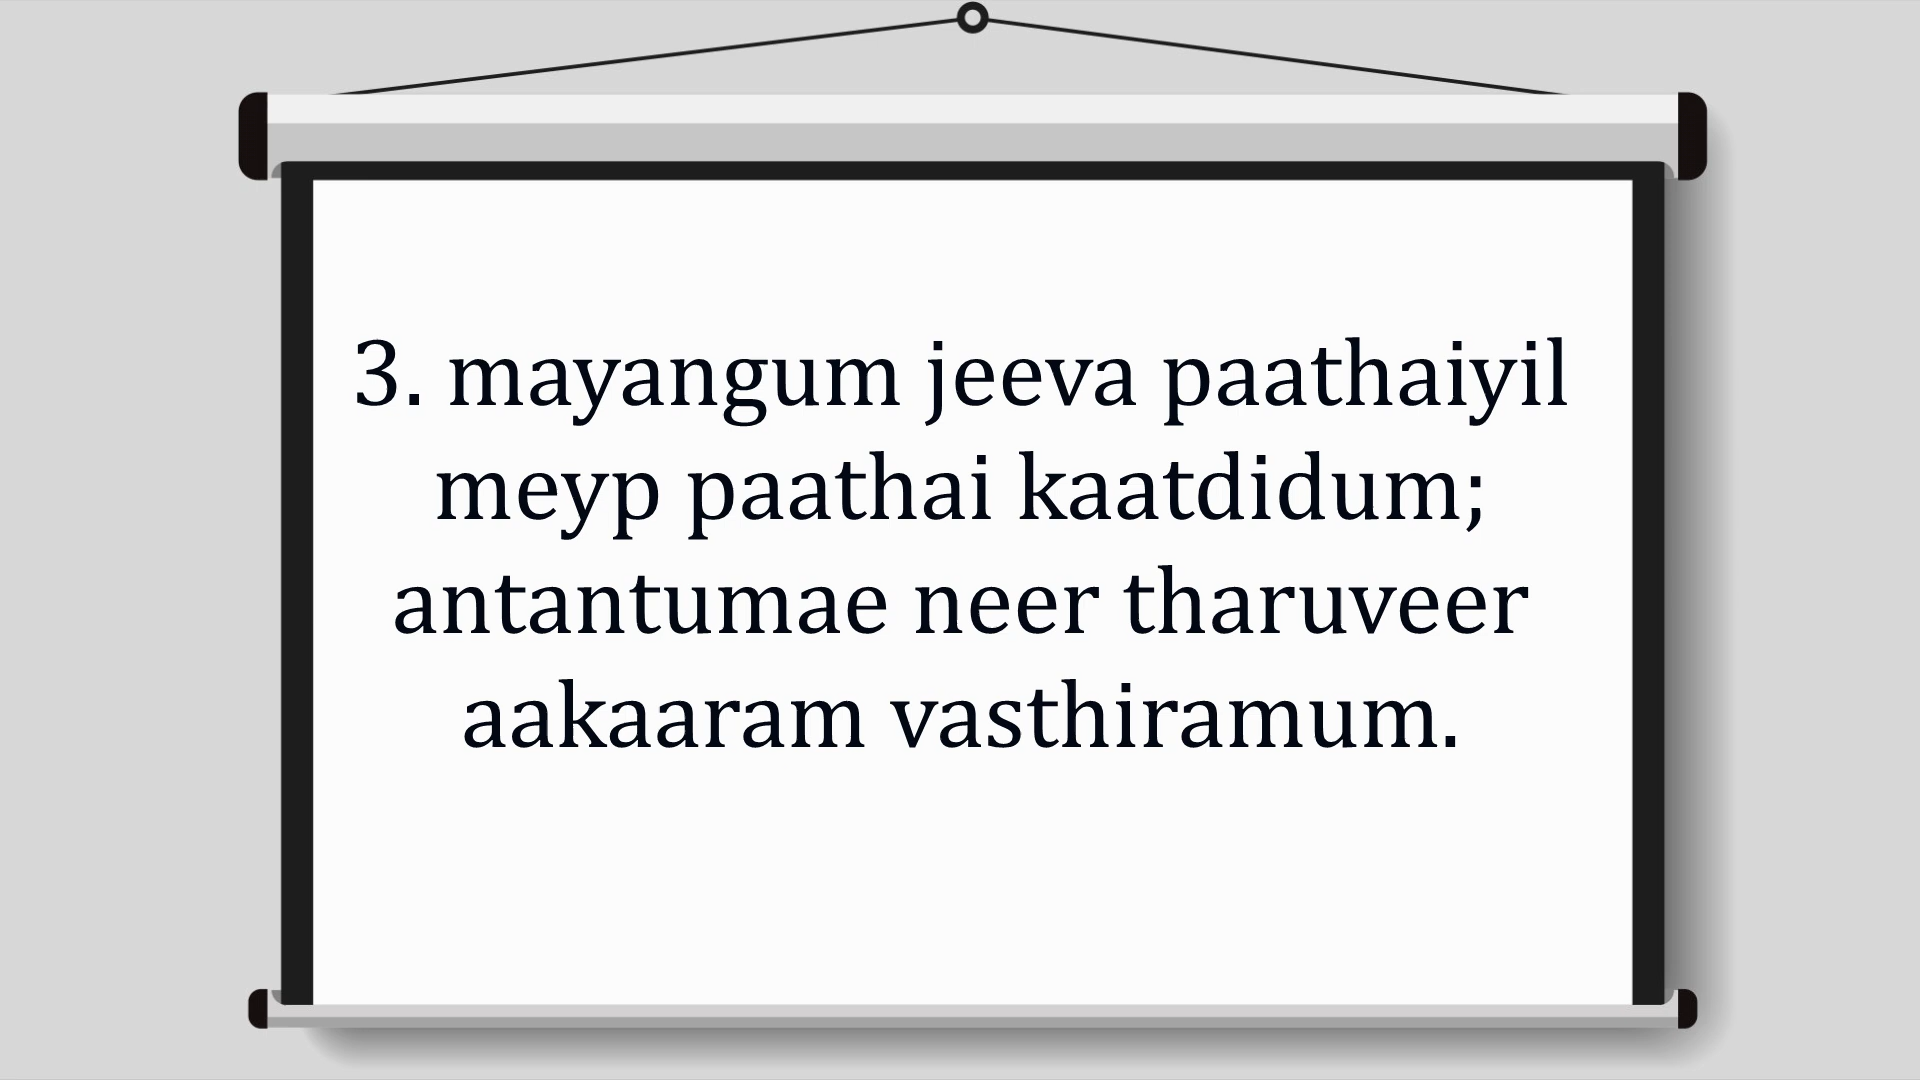 3. mayangum jeeva paathaiyil
meyp paathai kaatdidum;
antantumae neer tharuveer
aakaaram vasthiramum.